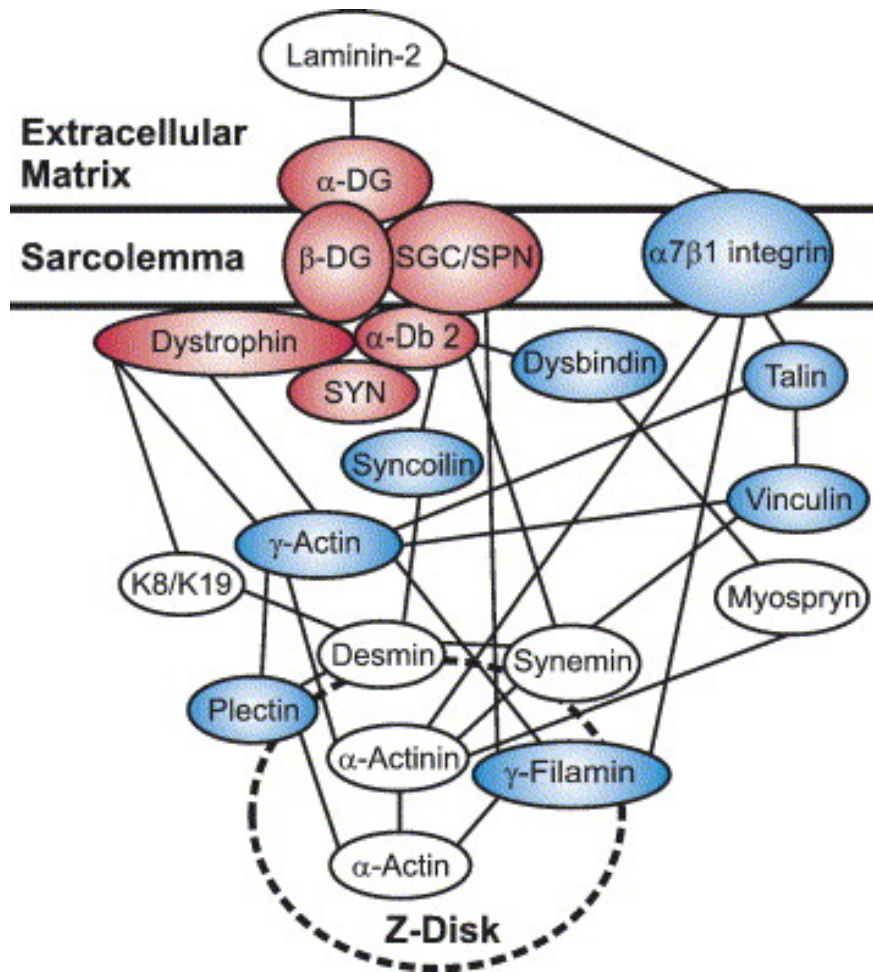 Laminin-2
Extracellular
Matrix
α-DG
Sarcolemma
β-DG
SGC/SPN
α7β1 integrin
Dystrophin
α-Db 2
Dysbindin
Talin
SYN
Syncoilin
Vinculin
γ-Actin
K8/K19
Myospryn
Desmin
Synemin
Plectin
α-Actinin
γ-Filamin
α-Actin
Z-Disk